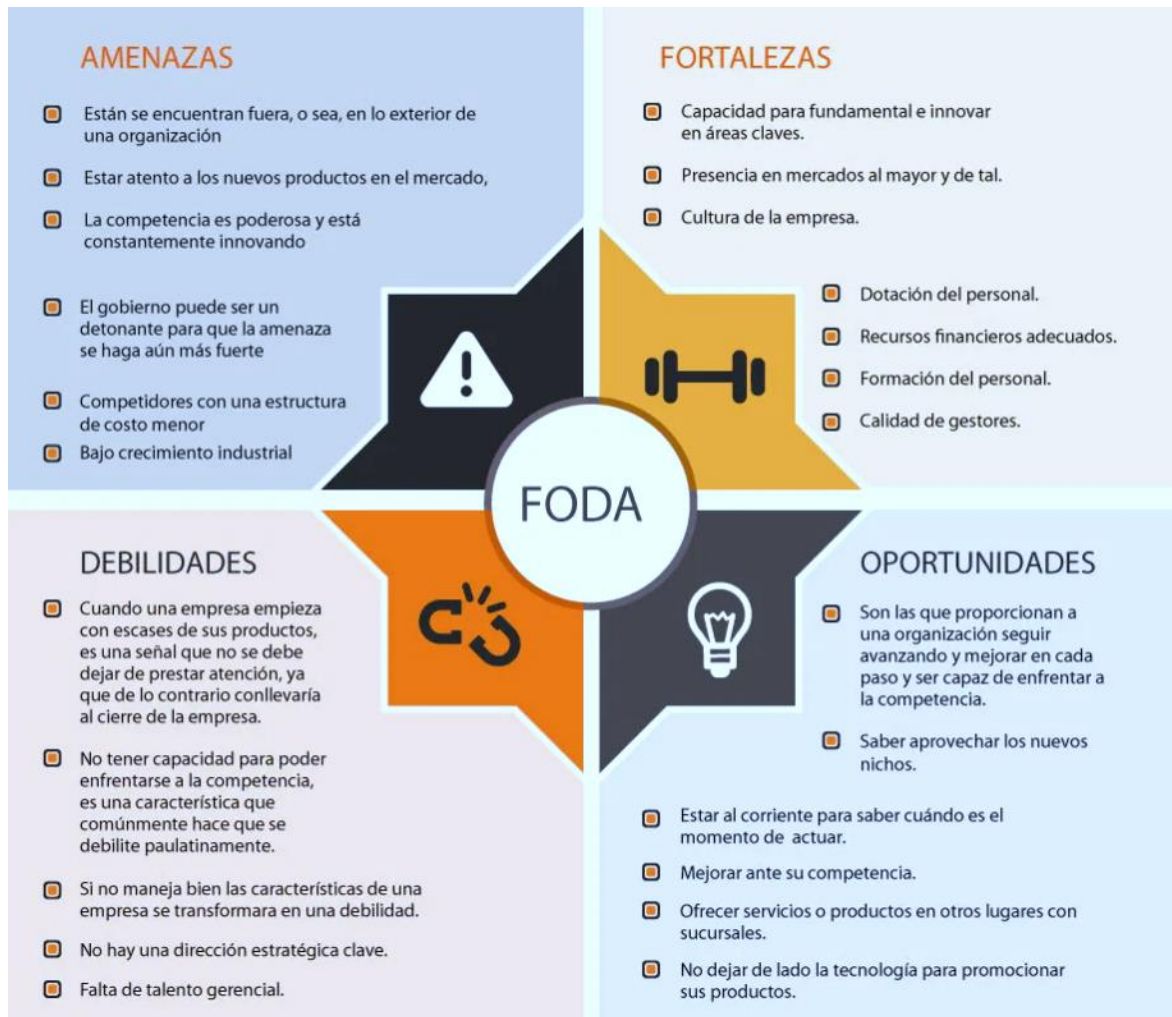 AMENAZAS
Están se encuentran fuera, o sea, en lo exterior de
una organización
Estar atento a los nuevos productos en el mercado,
La competencia es poderosa y está
constantemente innovando
El gobierno puede ser un
detonante para que la amenaza
se haga aún más fuerte
Competidores con una estructura
de costo menor
Bajo crecimiento industrial
FORTALEZAS
Capacidad para fundamental e innovar
en áreas claves.
Presencia en mercados al mayor y de tal.
Cultura de la empresa.
Dotación del personal.
Recursos financieros adecuados.
Formación del personal.
Calidad de gestores.
FODA
DEBILIDADES
Cuando una empresa empieza
con escases de sus productos,
es una señal que no se debe
dejar de prestar atención, ya
que de lo contrario conllevaría
al cierre de la empresa.
No tener capacidad para poder
enfrentarse a la competencia,
es una característica que
comúnmente hace que se
debilite paulatinamente.
Si no maneja bien las características de una
empresa se transformara en una debilidad.
No hay una dirección estratégica clave.
Falta de talento gerencial.
OPORTUNIDADES
Son las que proporcionan a
una organización seguir
avanzando y mejorar en cada
paso y ser capaz de enfrentar a
la competencia.
Saber aprovechar los nuevos
nichos.
Estar al corriente para saber cuándo es el
momento de actuar.
Mejorar ante su competencia.
Ofrecer servicios o productos en otros lugares con
sucursales.
No dejar de lado la tecnología para promocionar
sus productos.